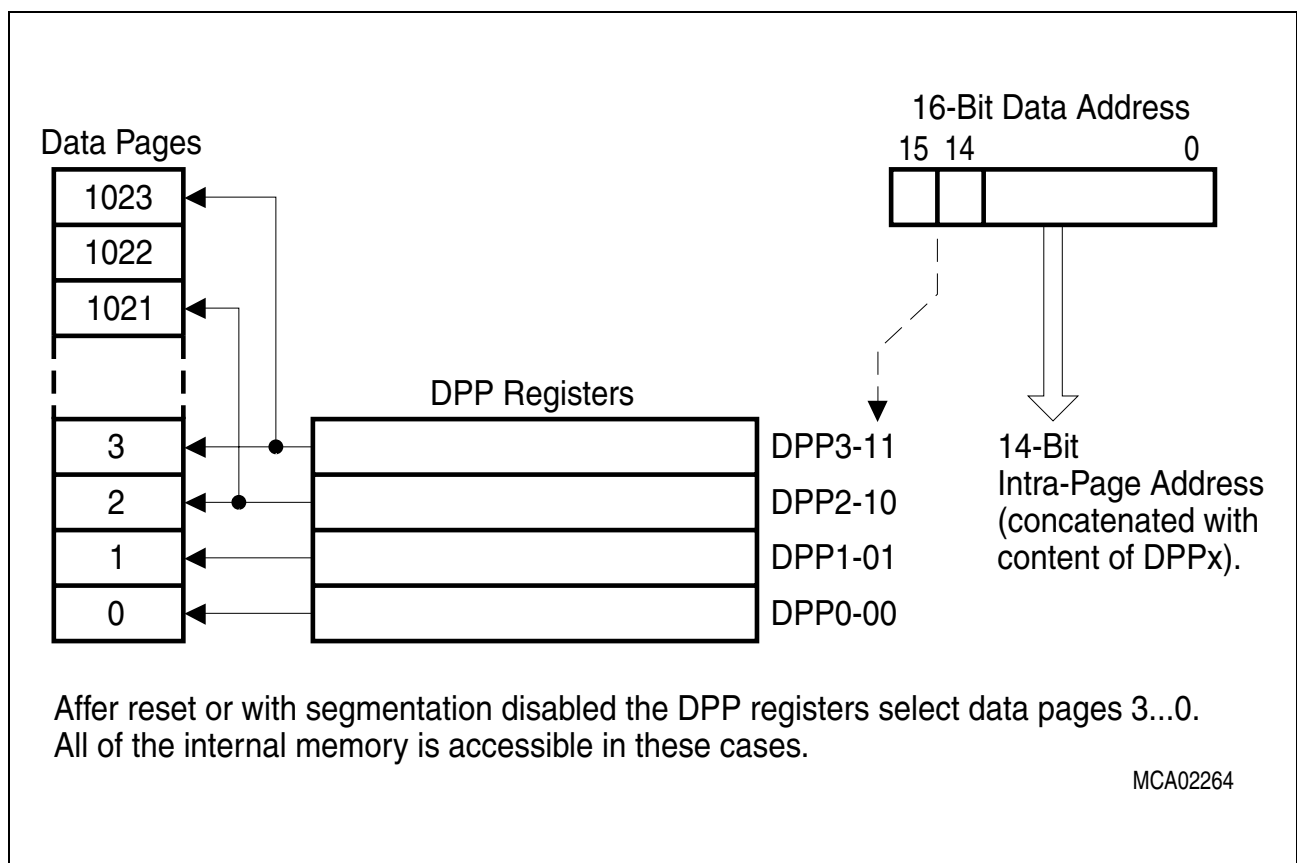 16-Bit Data Address
Data Pages
15 14 0
1023
1022
1021
DPP Registers
3
DPP3-11
14-Bit
2
DPP2-10
Intra-Page Address
(concatenated with
1
DPP1-01
content of DPPx).
0
DPP0-00
Affer reset or with segmentation disabled the DPP registers select data pages 3...0.
All of the internal memory is accessible in these cases.
MCA02264